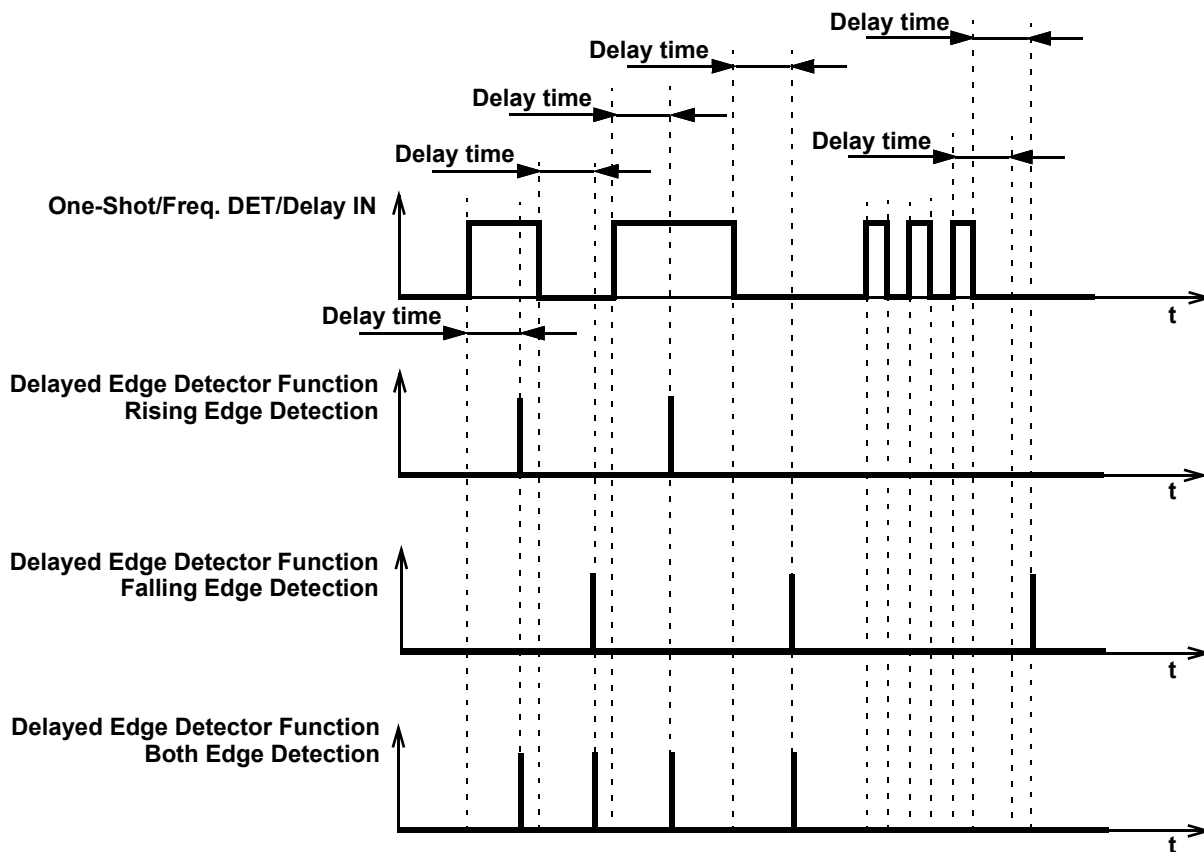 Delay time
Delay time
Delay time
Delay time
Delay time
One-Shot/Freq. DET/Delay IN
t
Delay time
Delayed Edge Detector Function
Rising Edge Detection
t
Delayed Edge Detector Function
Falling Edge Detection
t
Delayed Edge Detector Function
Both Edge Detection
t